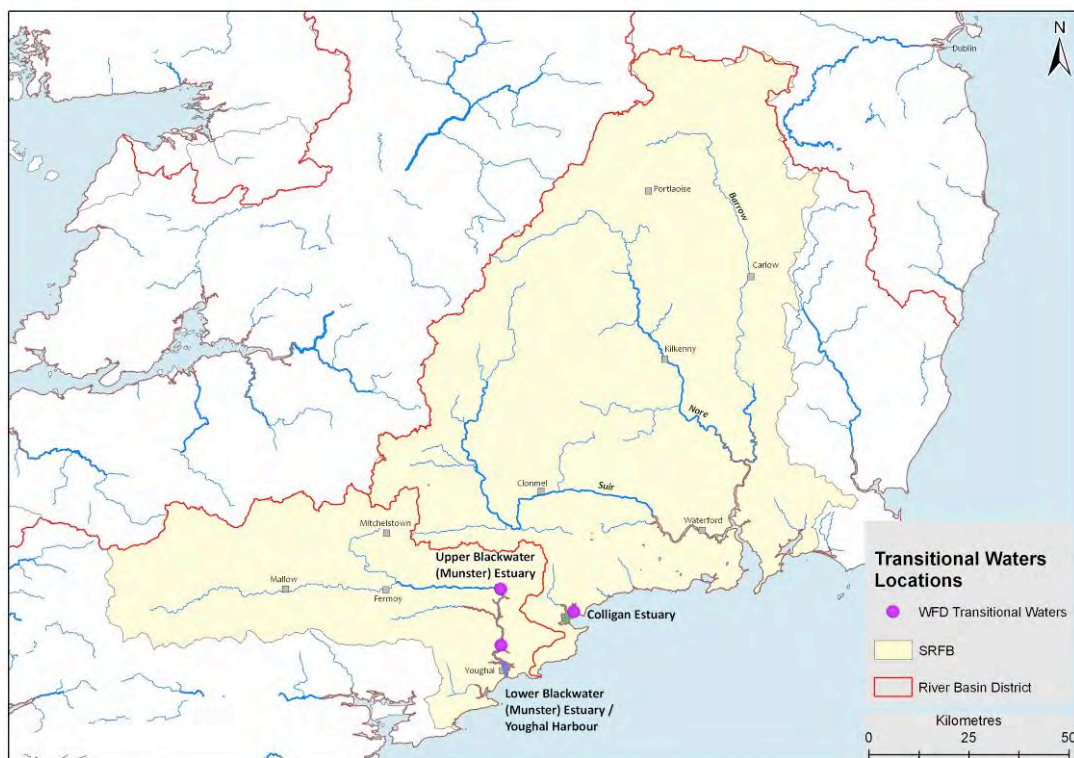 N
Dublin
Portlaoise
Barrow
Carlow
Kilkenny
Nore
Clonmel
Suir
Waterford
Mitchelstown
Upper Blackwater
(Munster) Estuary
Mallow
Fermoy
Colligan Estuary
Youghal
Lower Blackwater
(Munster) Estuary /
Youghal Harbour
Transitional Waters
Locations
WFD Transitional Waters
SRFB
River Basin District
Kilometres
0 25 50